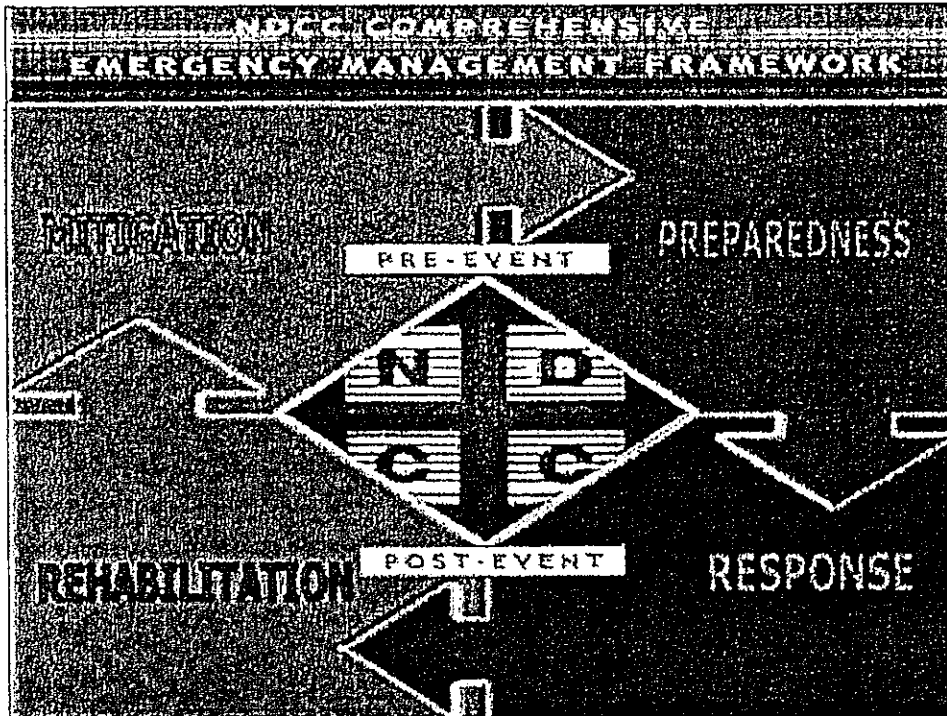 NDCC COMPREHENSIVE
EMERGENCY MANAGEMENT FRAMEWORK
MITIGATION
PREPAREDNESS
PRE-EVENT
N D
C C
POST-EVENT
REHABILITATION
RESPONSE